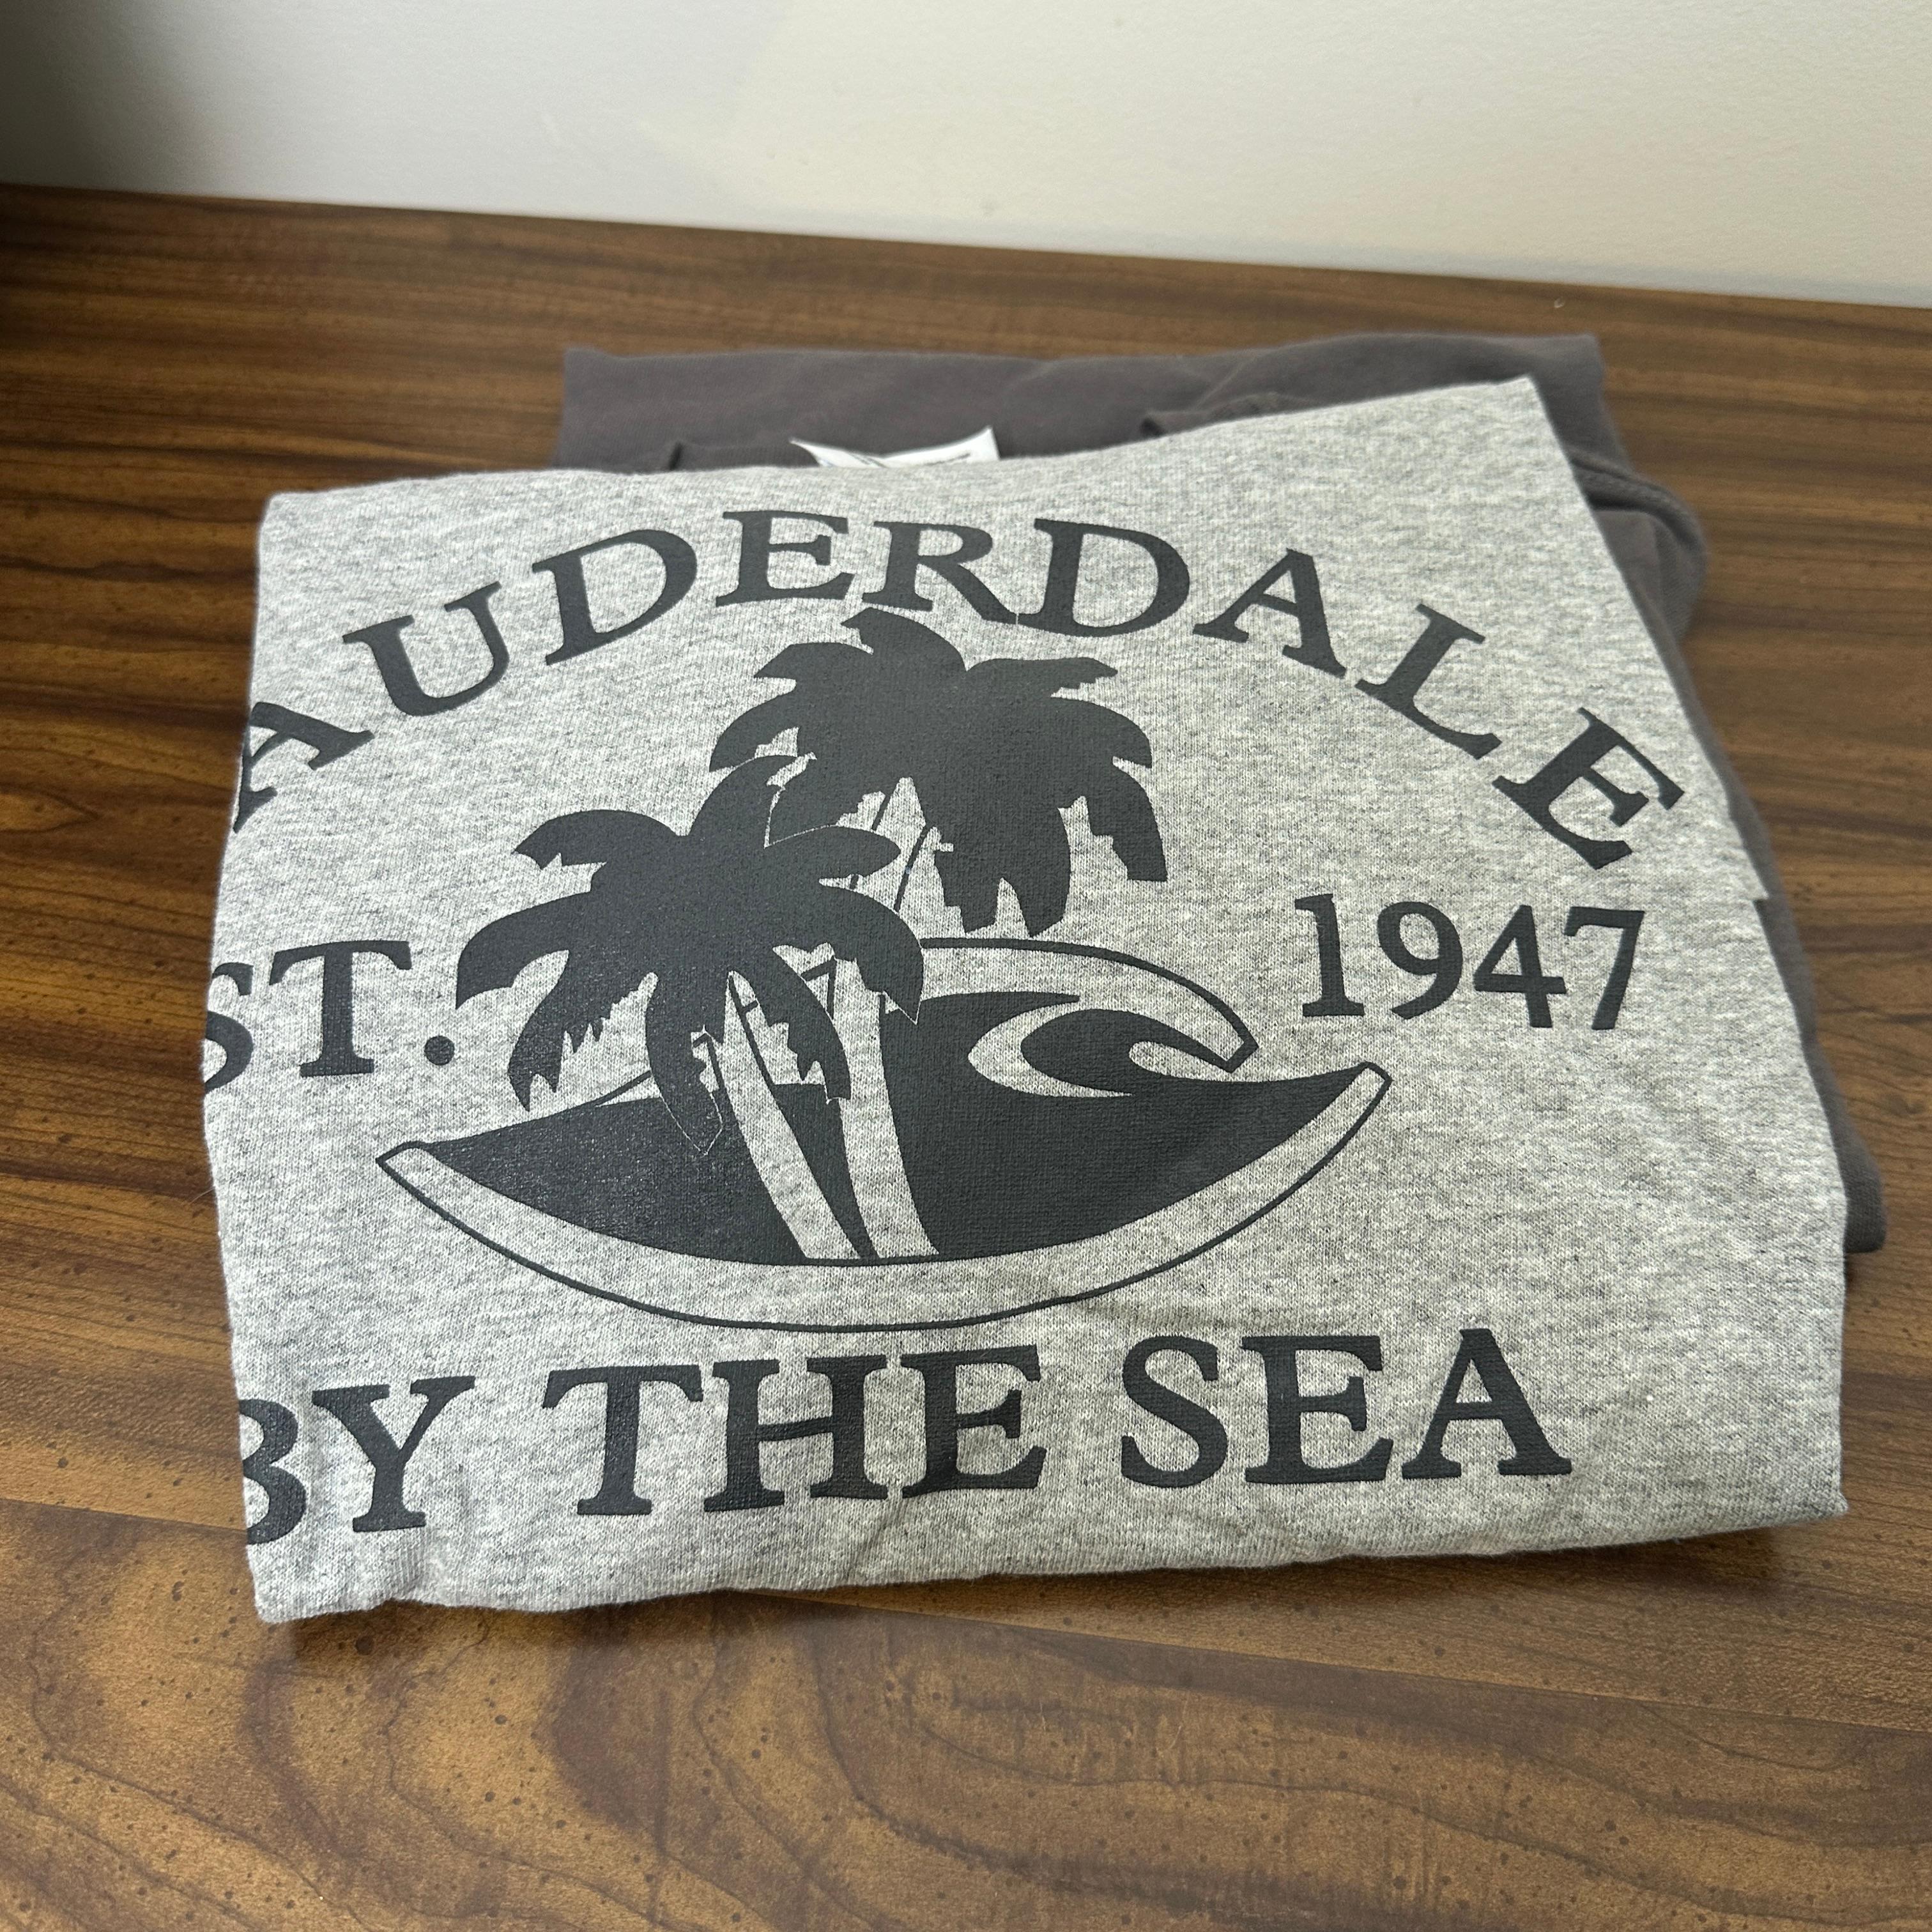 AUDERDALE
ST. 1947
BY THE SEA